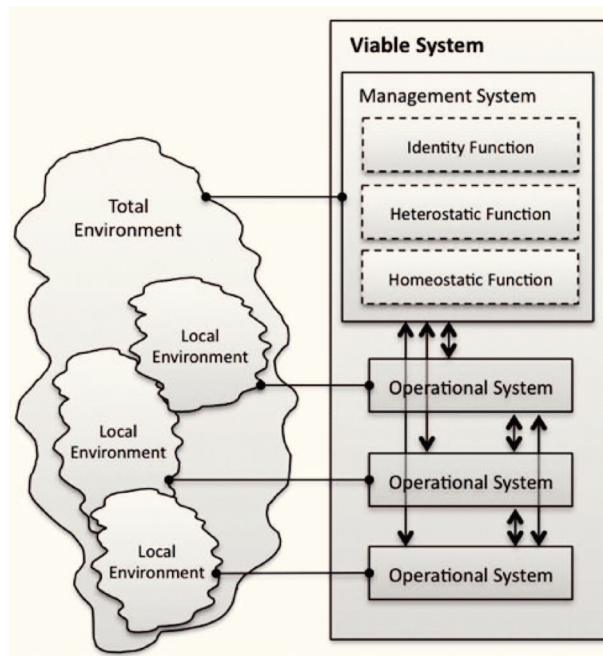 Viable System
Management System
Identity Function
Heterostatic Function
Homeostatic Function
Total
Environment
Local
Environment
Local
Environment
Local
Environment
Operational System
Operational System
Operational System